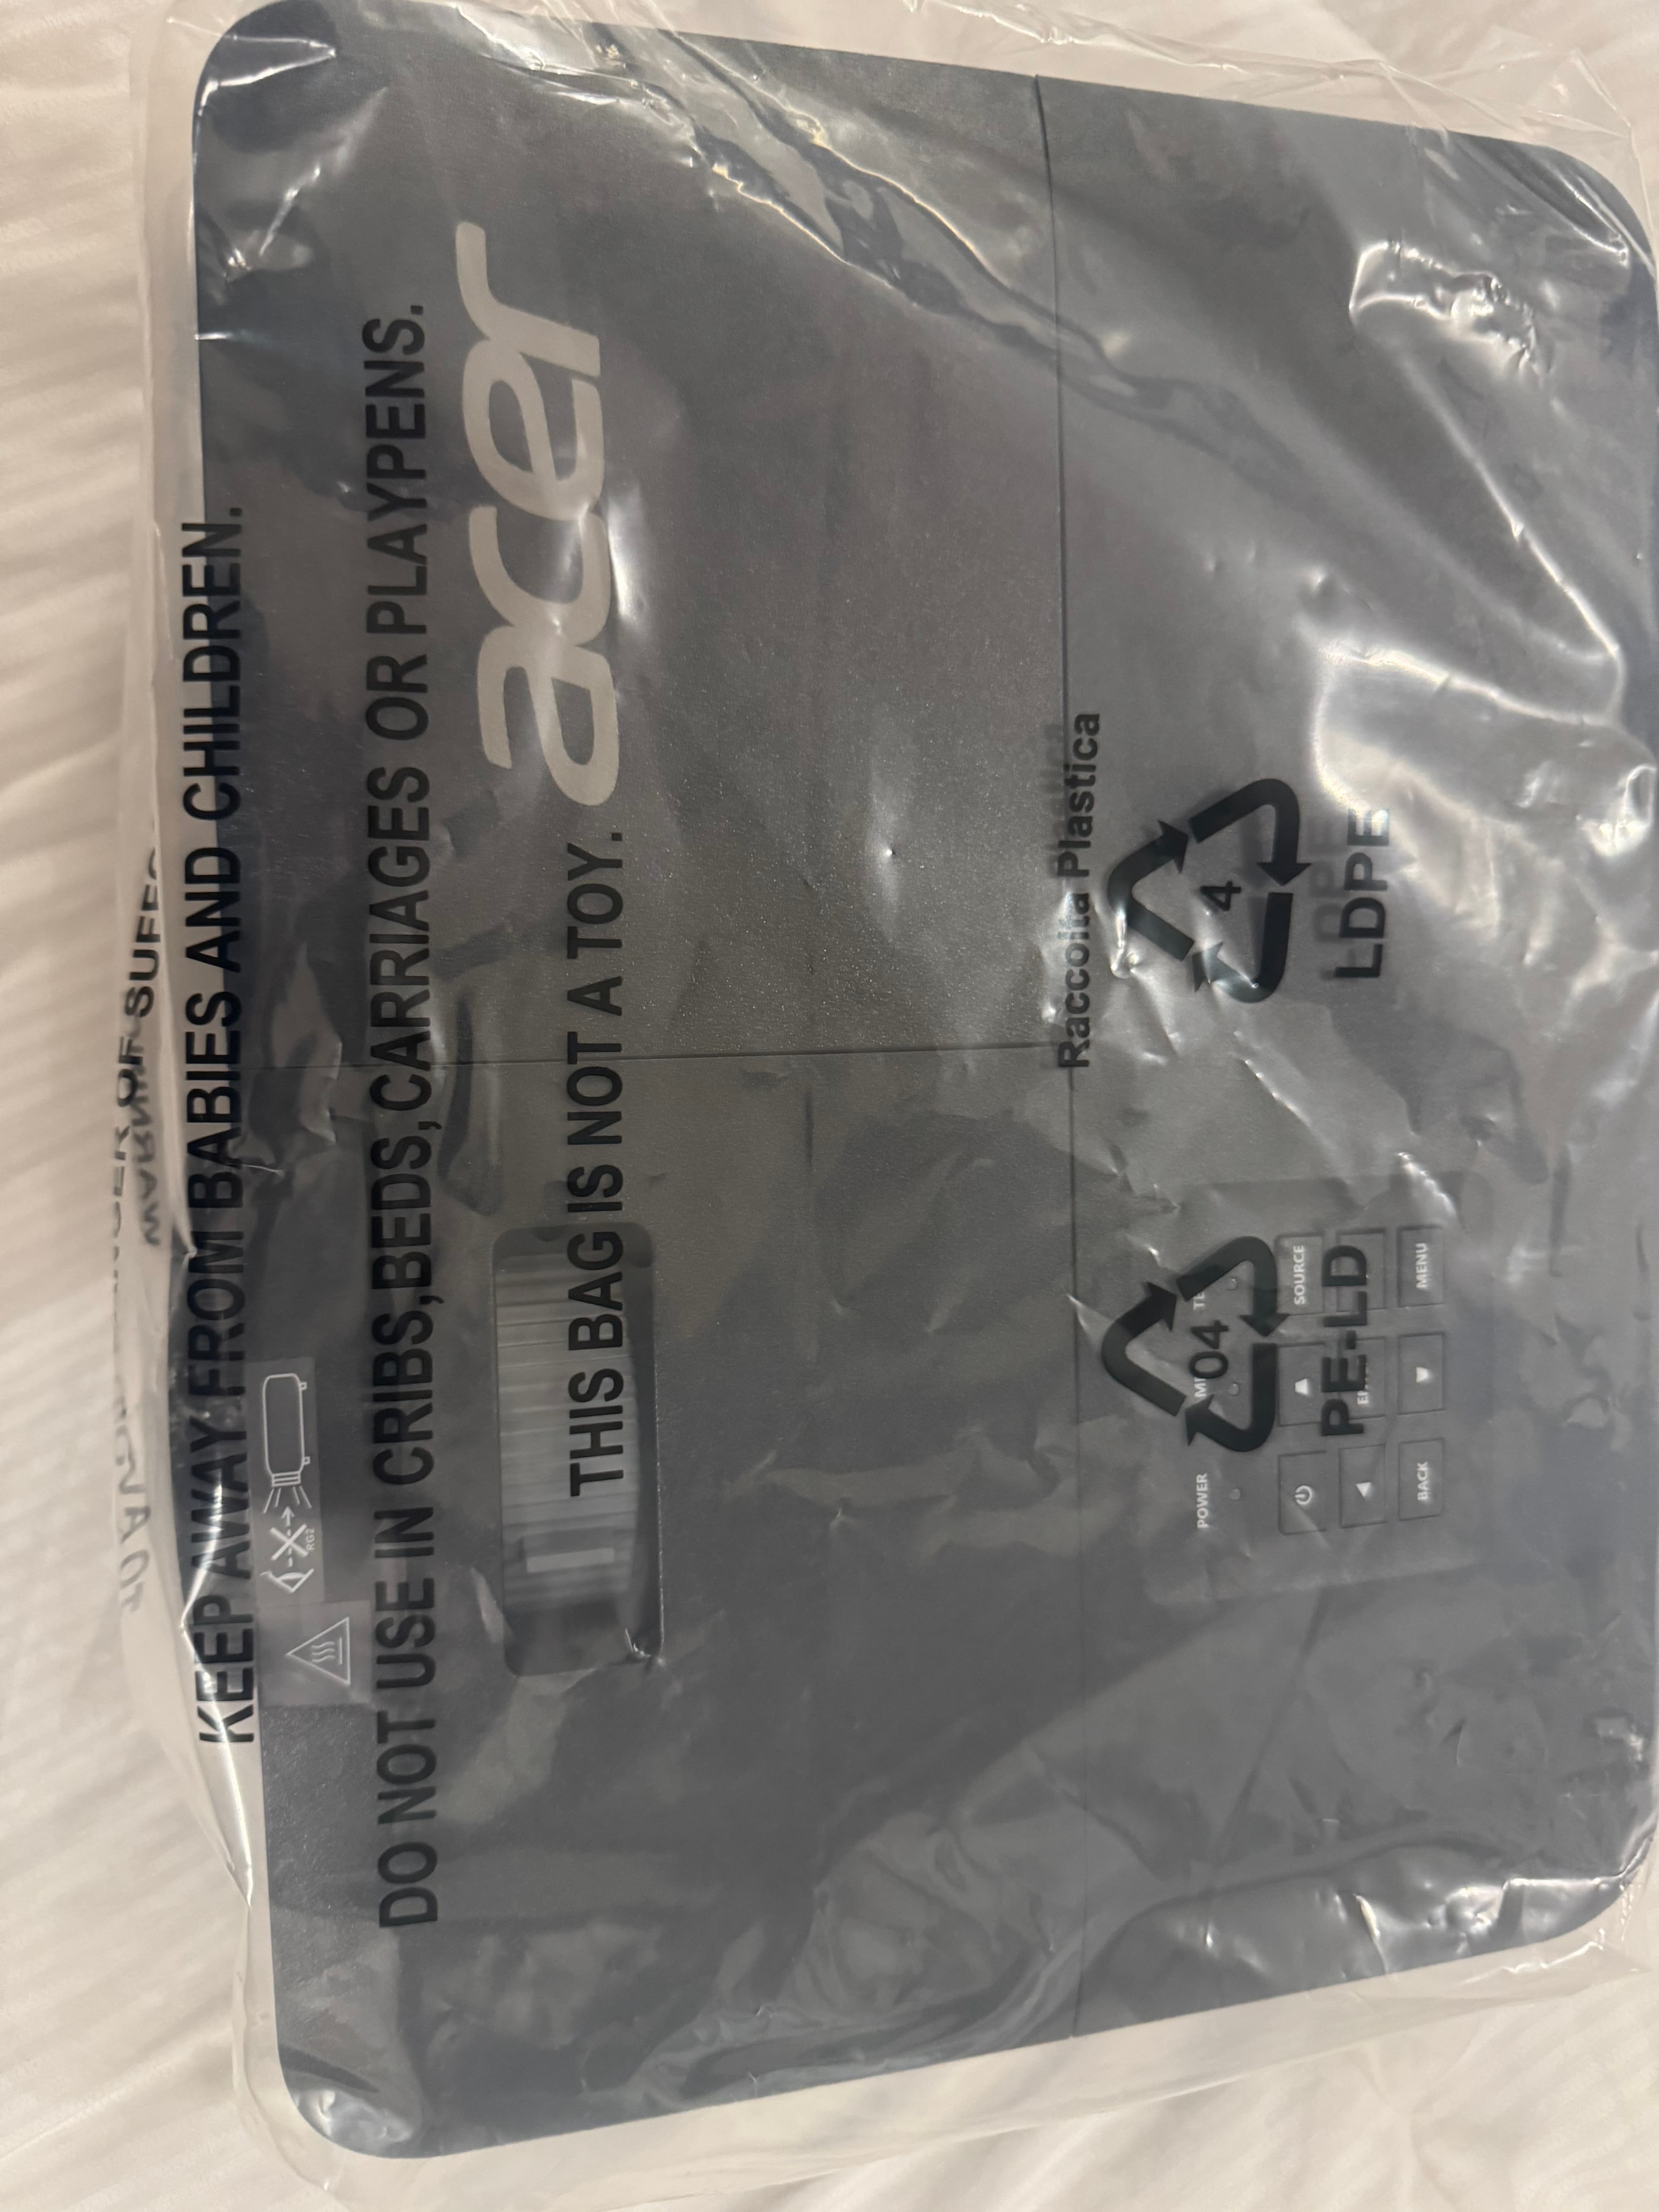 KEEP AWAY FROM BABIES AND CHILDREN.
DO NOT USE IN CRIBS,BEDS,CARRIAGES OR PLAYPENS.
acer
THIS BAG IS NOT A TOY.
RG2
Raccolta Plastica
04
4
PE-LD
LDPE
POWER
SOURCE
BACK
MENU